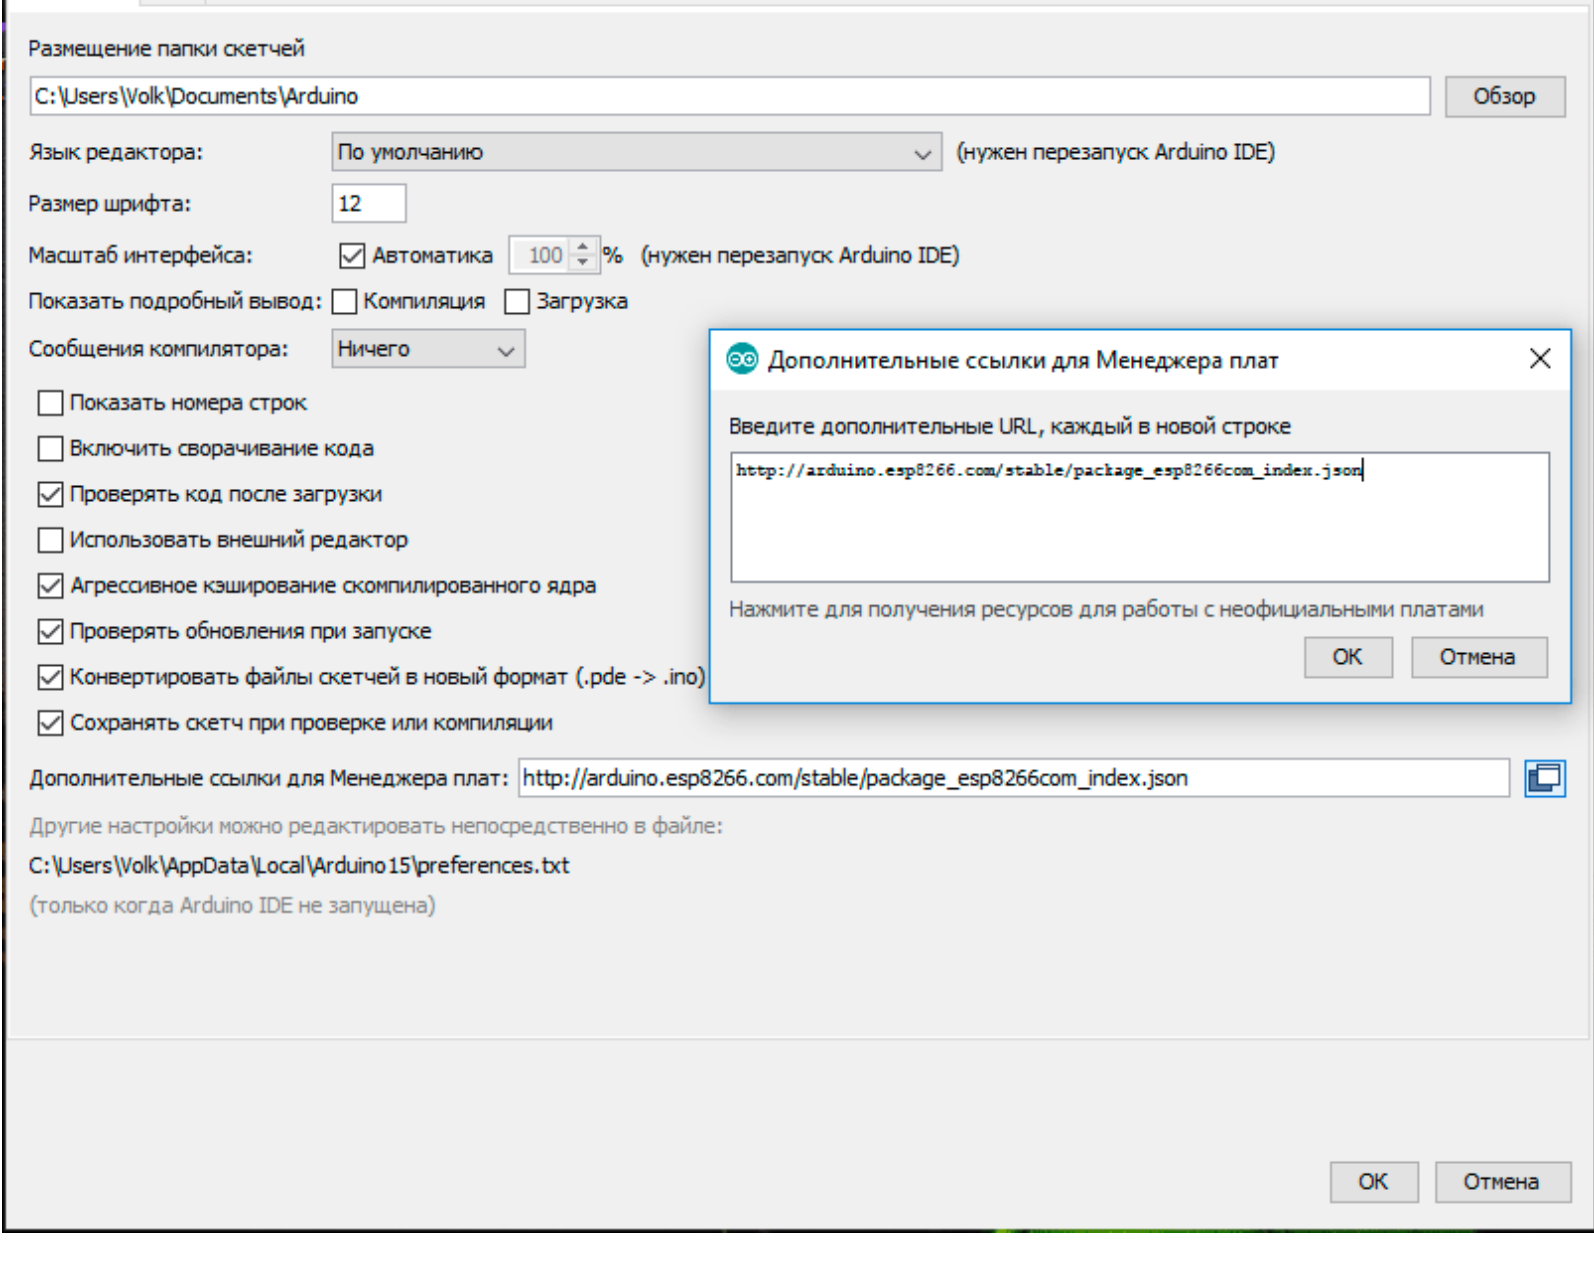 Размещение папки скетчей
C:\Users\Volk\Documents\Arduino
Обзор
Язык редактора: По умолчанию (нужен перезапуск Arduino IDE)
Размер шрифта: 12
Масштаб интерфейса: Автоматика 100 % (нужен перезапуск Arduino IDE)
Показать подробный вывод: Компиляция Загрузка
Сообщения компилятора: Ничего
Показать номера строк
Включить сворачивание кода
Проверять код после загрузки
Использовать внешний редактор
Агрессивное кэширование скомпилированного ядра
Проверять обновления при запуске
Конвертировать файлы скетчей в новый формат (.pde -> .ino)
Сохранять скетч при проверке или компиляции
Дополнительные ссылки для Менеджера плат
Введите дополнительные URL, каждый в новой строке
http://arduino.esp8266.com/stable/package_esp8266com_index.json
Нажмите для получения ресурсов для работы с неофициальными платами
OK Отмена
Дополнительные ссылки для Менеджера плат: http://arduino.esp8266.com/stable/package_esp8266com_index.json
Другие настройки можно редактировать непосредственно в файле:
C:\Users\Volk\AppData\Local\Arduino15\preferences.txt
(только когда Arduino IDE не запущена)
OK Отмена